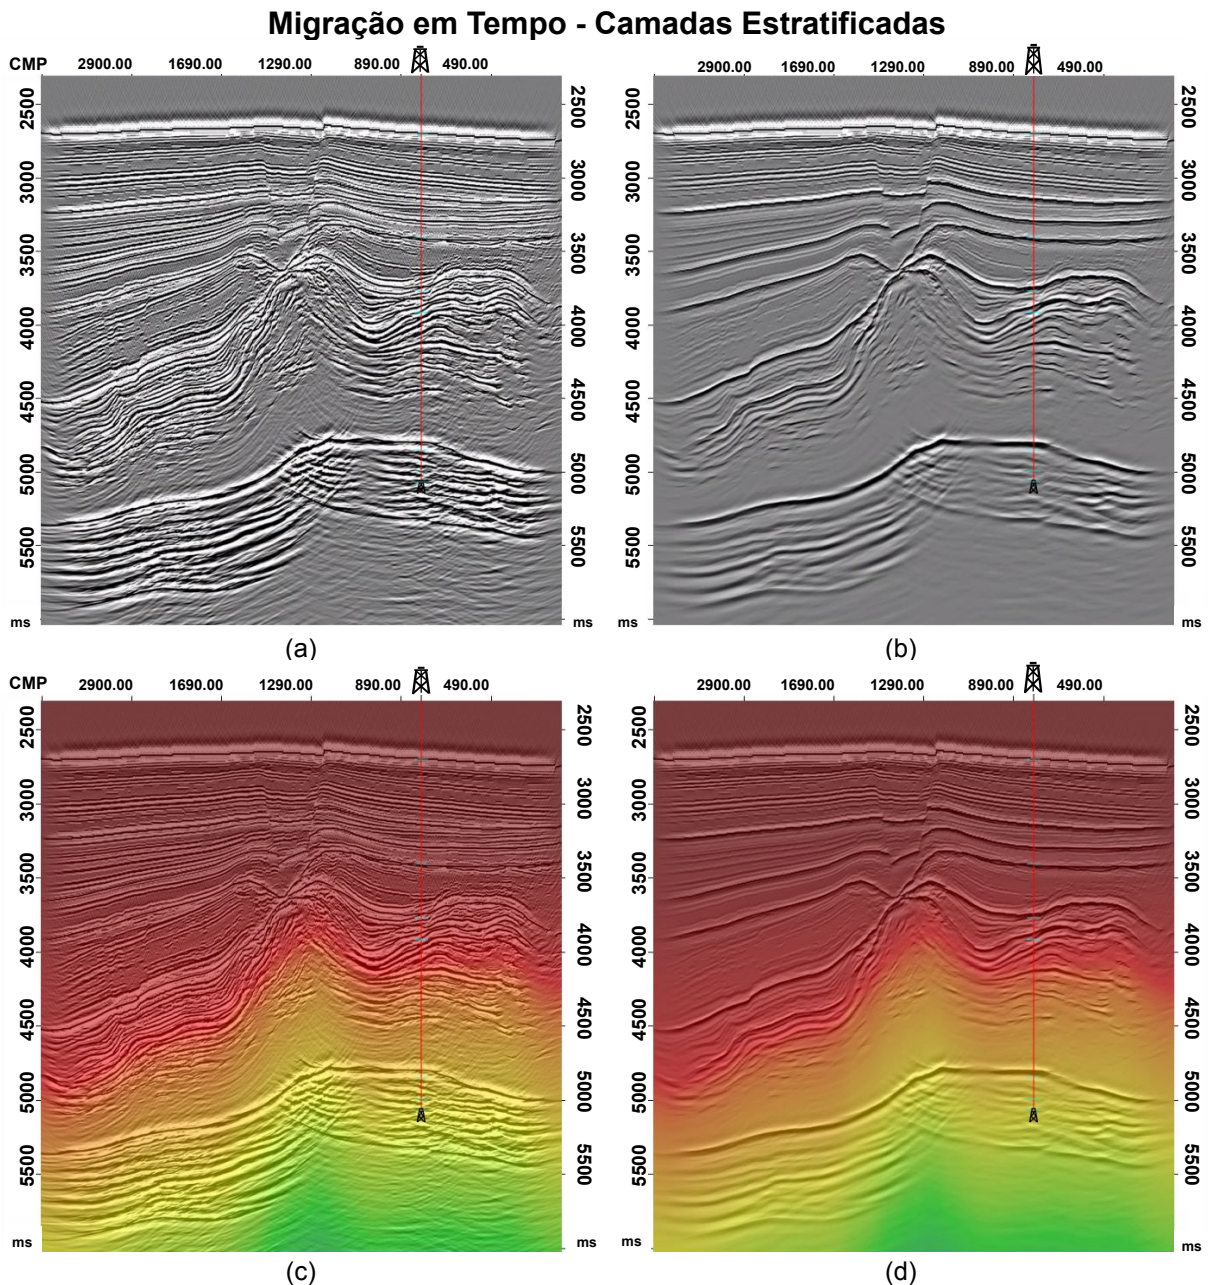 Migração em Tempo - Camadas Estratificadas
CMP 2900.00 1690.00 1290.00 890.00 490.00
2900.00 1690.00 1290.00 890.00 490.00
2500 2500 2500 2500
3000 3000 3000 3000
3500 3500 3500 3500
4000 4000 4000 4000
4500 4500 4500 4500
5000 5000 5000 5000
5500 5500 5500 5500
ms ms ms ms
(a) (b)
CMP 2900.00 1690.00 1290.00 890.00 490.00
2900.00 1690.00 1290.00 890.00 490.00
2500 2500 2500 2500
3000 3000 3000 3000
3500 3500 3500 3500
4000 4000 4000 4000
4500 4500 4500 4500
5000 5000 5000 5000
5500 5500 5500 5500
ms ms ms ms
(c) (d)